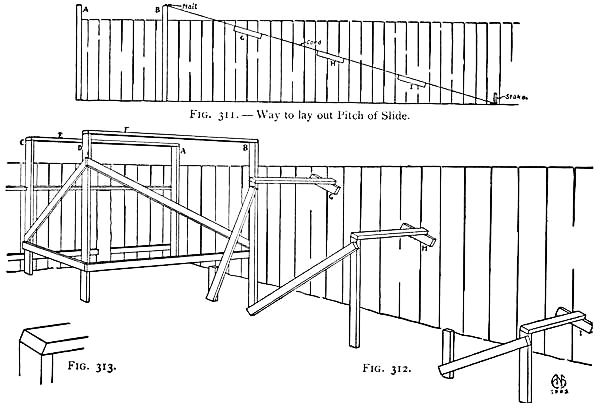 A B Nail
G Cord
H
I
Stake
FIG. 311. — Way to lay out Pitch of Slide.
C E D F A B
G
H
I
FIG. 313.
FIG. 312.